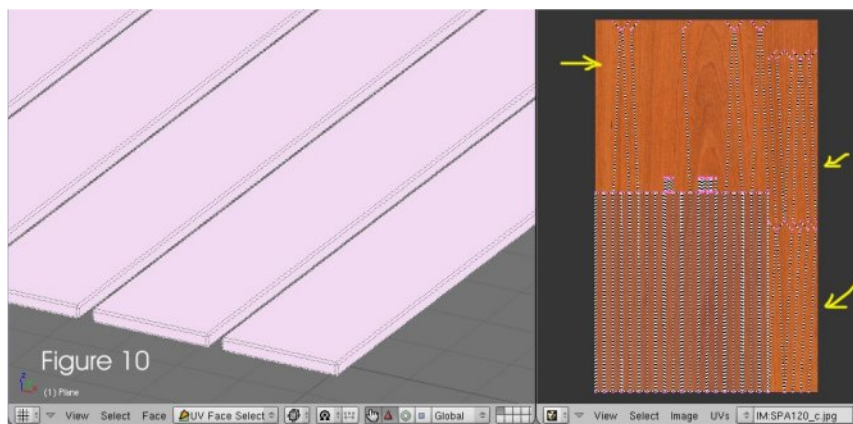 Figure 10
(1) Plane
View Select Face UV Face Select Global
View Select Image UVs IM:SPA120_c.jpg